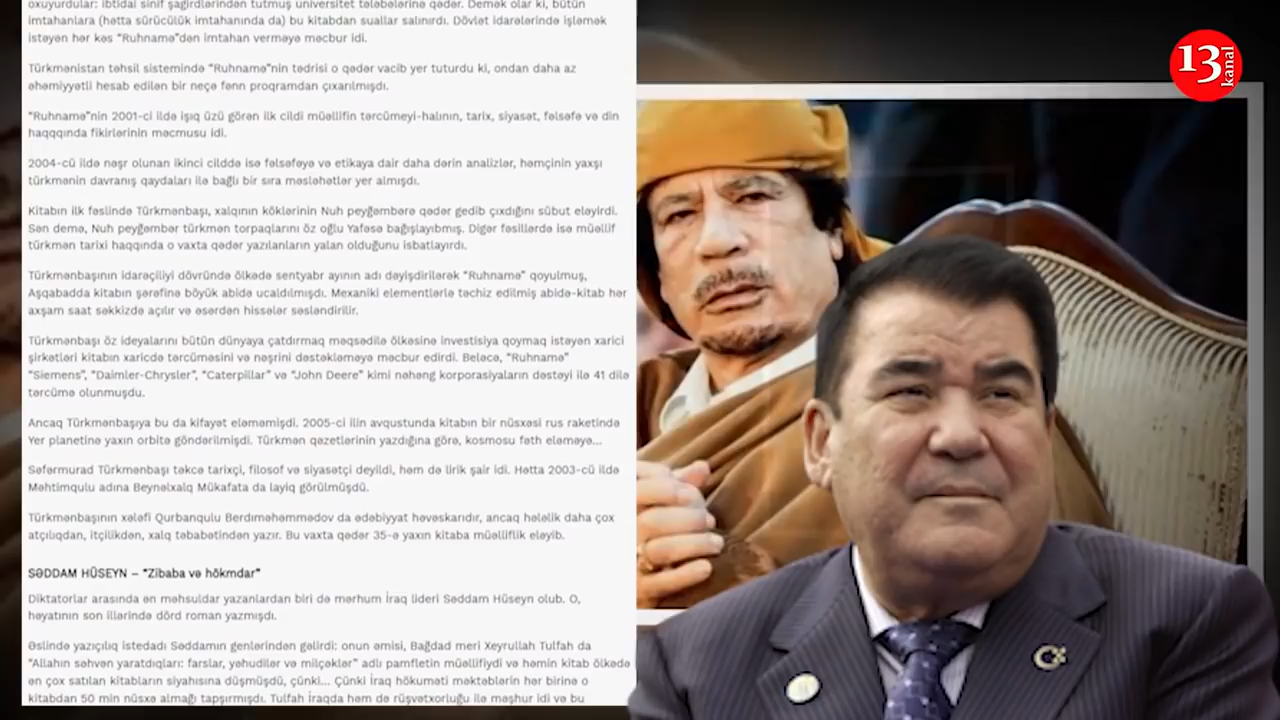 oxuyurdular: ibtidai sinif şagirdlərindən tutmuş universitet tələbələrinə qədər. Demək olar ki, bütün
imtahanlara (hətta sürücülük imtahanında da) bu kitabdan suallar salınırdı. Dövlət idarələrində işləmək
istəyən hər kəs “Ruhnamə”dən imtahan verməyə məcbur idi.
Türkmənistan təhsil sistemində “Ruhnamə”nin tədrisi o qədər vacib yer tuturdu ki, ondan daha az
əhəmiyyətli hesab edilən bir neçə fənn proqramdan çıxarılmışdı.
“Ruhnamə”nin 2001-ci ildə işıq üzü görən ilk cildi müəllifin tərcümeyi-halının, tarix, siyasət, fəlsəfə və din
haqqqında fikirlərinin məcmusu idi.
2004-cü ildə nəşr olunan ikinci cilddə isə fəlsəfəyə və etikaya dair daha dərin analizlər, həmçinin yaxşı
türkmənin davranış qaydaları ilə bağlı bir sıra məsləhətlər yer almışdı.
Kitabın ilk fəslində Türkmənbaşı, xalqının köklərinin Nuh peyğəmbərə qədər gedib çıxdığını sübut eləyirdi.
Sən demə, Nuh peyğəmbər türkmən torpaqlarını öz oğlu Yafəsə bağışlayıbmış. Digər fəsillərdə isə müəllif
türkmən tarixi haqqında o vaxta qədər yazılanların yalan olduğunu isbatlayırdı.
Türkmənbaşının idarəçiliyi dövründə ölkədə sentyabr ayının adı dəyişdirilərək “Ruhnamə” qoyulmuş,
Aşqabadda kitabın şərəfinə böyük abidə ucaldılmışdı. Mexaniki elementlərlə təchiz edilmiş abidə-kitab hər
axşam saat səkkizdə açılır və əsərdən hissələr səsləndirilir.
Türkmənbaşı öz ideyalarını bütün dünyaya çatdırmaq məqsədilə ölkəsinə investisiya qoymaq istəyən xarici
şirkətləri kitabın xaricdə tərcüməsini və nəşrini dəstəkləməyə məcbur edirdi. Beləcə, “Ruhnamə”
“Siemens”, “Daimler-Chrysler”, “Caterpillar” və “John Deere” kimi nəhəng korporasiyaların dəstəyi ilə 41 dilə
tərcümə olunmuşdu.
Ancaq Türkmənbaşıya bu da kifayət eləməmişdi. 2005-ci ilin avqustunda kitabın bir nüsxəsi rus raketində
Yer planetinə yaxın orbitə göndərilmişdi. Türkmən qəzetlərinin yazdığına görə, kosmosu fəth eləməyə...
Səfərmurad Türkmənbaşı təkcə tarixçi, filosof və siyasətçi deyildi, həm də lirik şair idi. Hətta 2003-cü ildə
Məhtimqulu adına Beynəlxalq Mükafata da layiq görülmüşdü.
Türkmənbaşının xələfi Qurbanqulu Berdıməhəmmədov da ədəbiyyat həvəskarıdır, ancaq hələlik daha çox
atçılıqdan, itçilikdən, xalq təbabətindən yazır. Bu vaxta qədər 35-ə yaxın kitaba müəlliflik eləyib.
SƏDDAM HÜSEYN – “Zibaba və hökmdar”
Diktatorlar arasında ən məhsuldar yazanlardan biri də mərhum İraq lideri Səddam Hüseyn olub. O,
həyatının son illərində dörd roman yazmışdı.
Əslində yazıçılıq istedadı Səddamın genlərindən gəlirdi: onun əmisi, Bağdad meri Xeyrullah Tulfah da
“Allahın səhvən yaratdıqları: farslar, yəhudilər və milçəklər” adlı pamfletin müəllifiydi və həmin kitab ölkədə
ən çox satılan kitabların siyahısına düşmüşdü, çünki... Çünki İraq hökuməti məktəblərin hər birinə o
kitabdan 50 min nüsxə almağı tapşırmışdı. Tulfah İraqda həm də rüşvətxorluğu ilə məşhur idi və bu
13
kanal